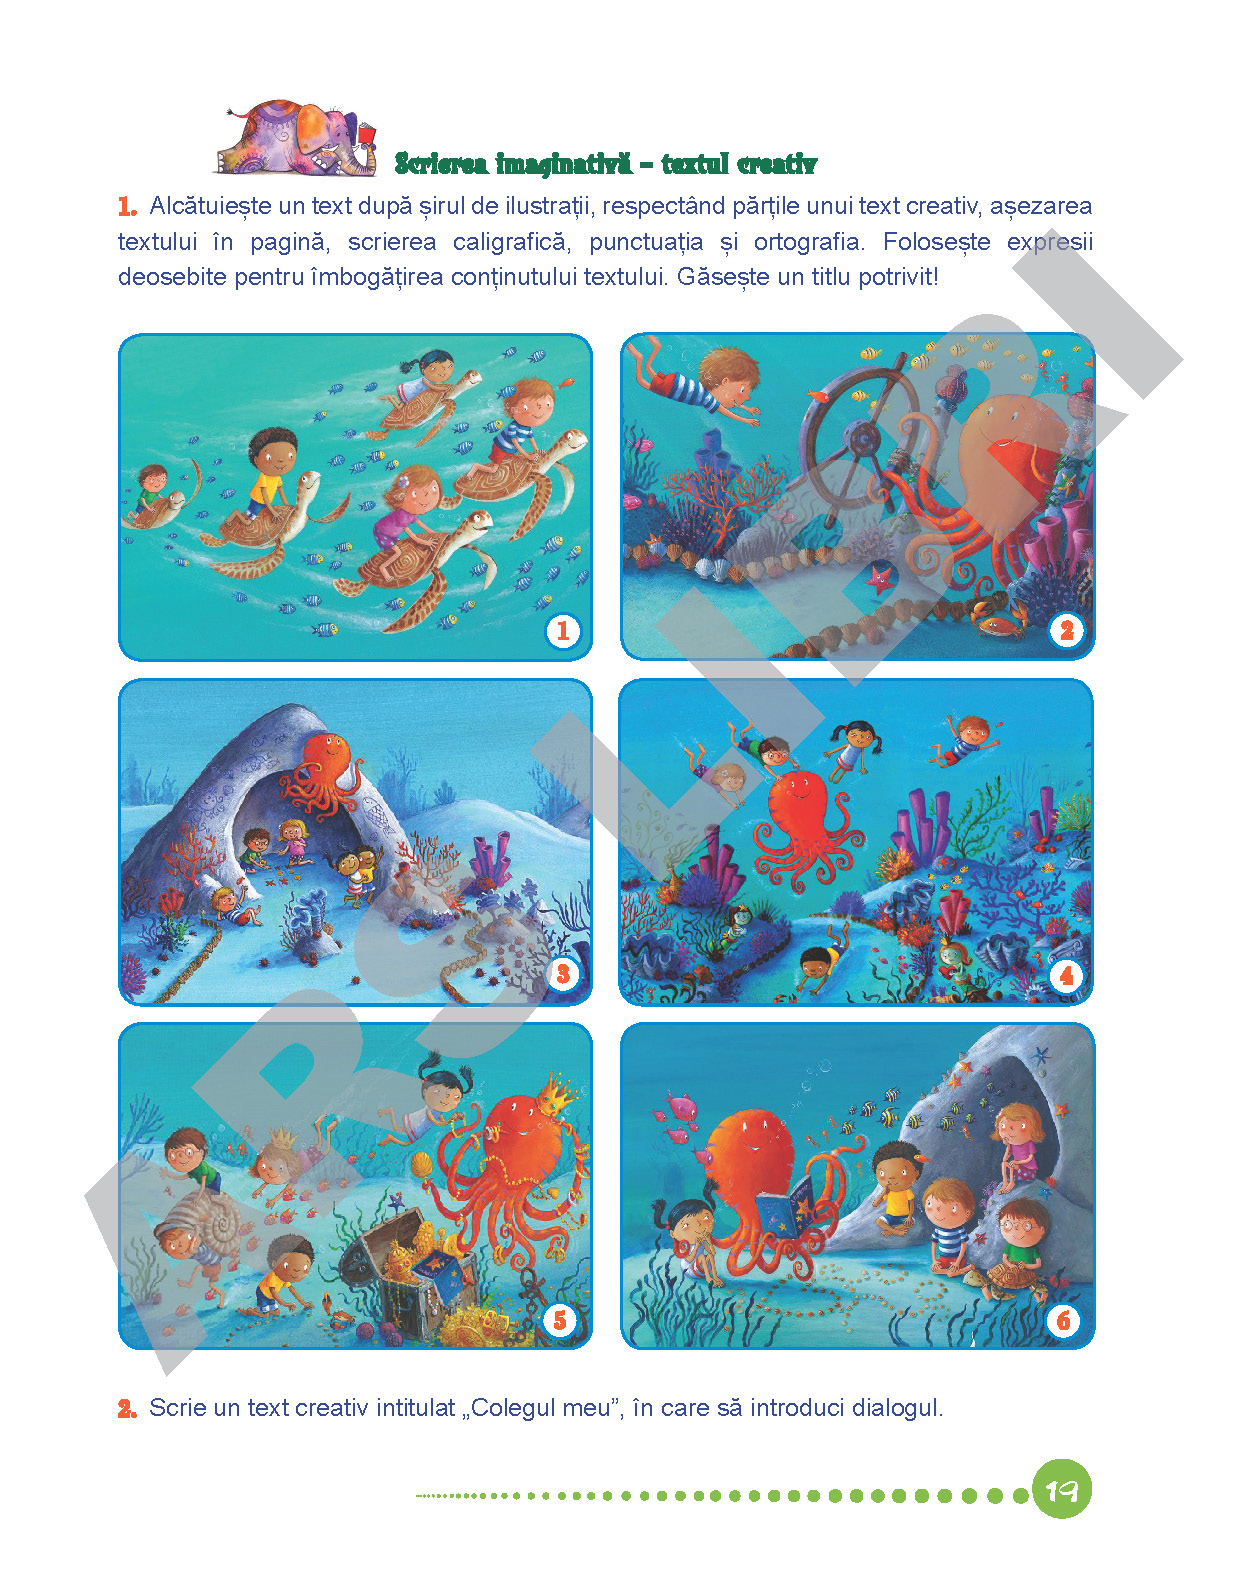 Scrierea imaginativă – textul creativ
1. Alcătuiește un text după șirul de ilustrații, respectând părțile unui text creativ, așezarea
textului în pagină, scrierea caligrafică, punctuația și ortografia. Folosește expresii
deosebite pentru îmbogățirea conținutului textului. Găsește un titlu potrivit!
1
2
3
4
5
6
ARS LIBRI
2. Scrie un text creativ intitulat „Colegul meu”, în care să introduci dialogul.
19